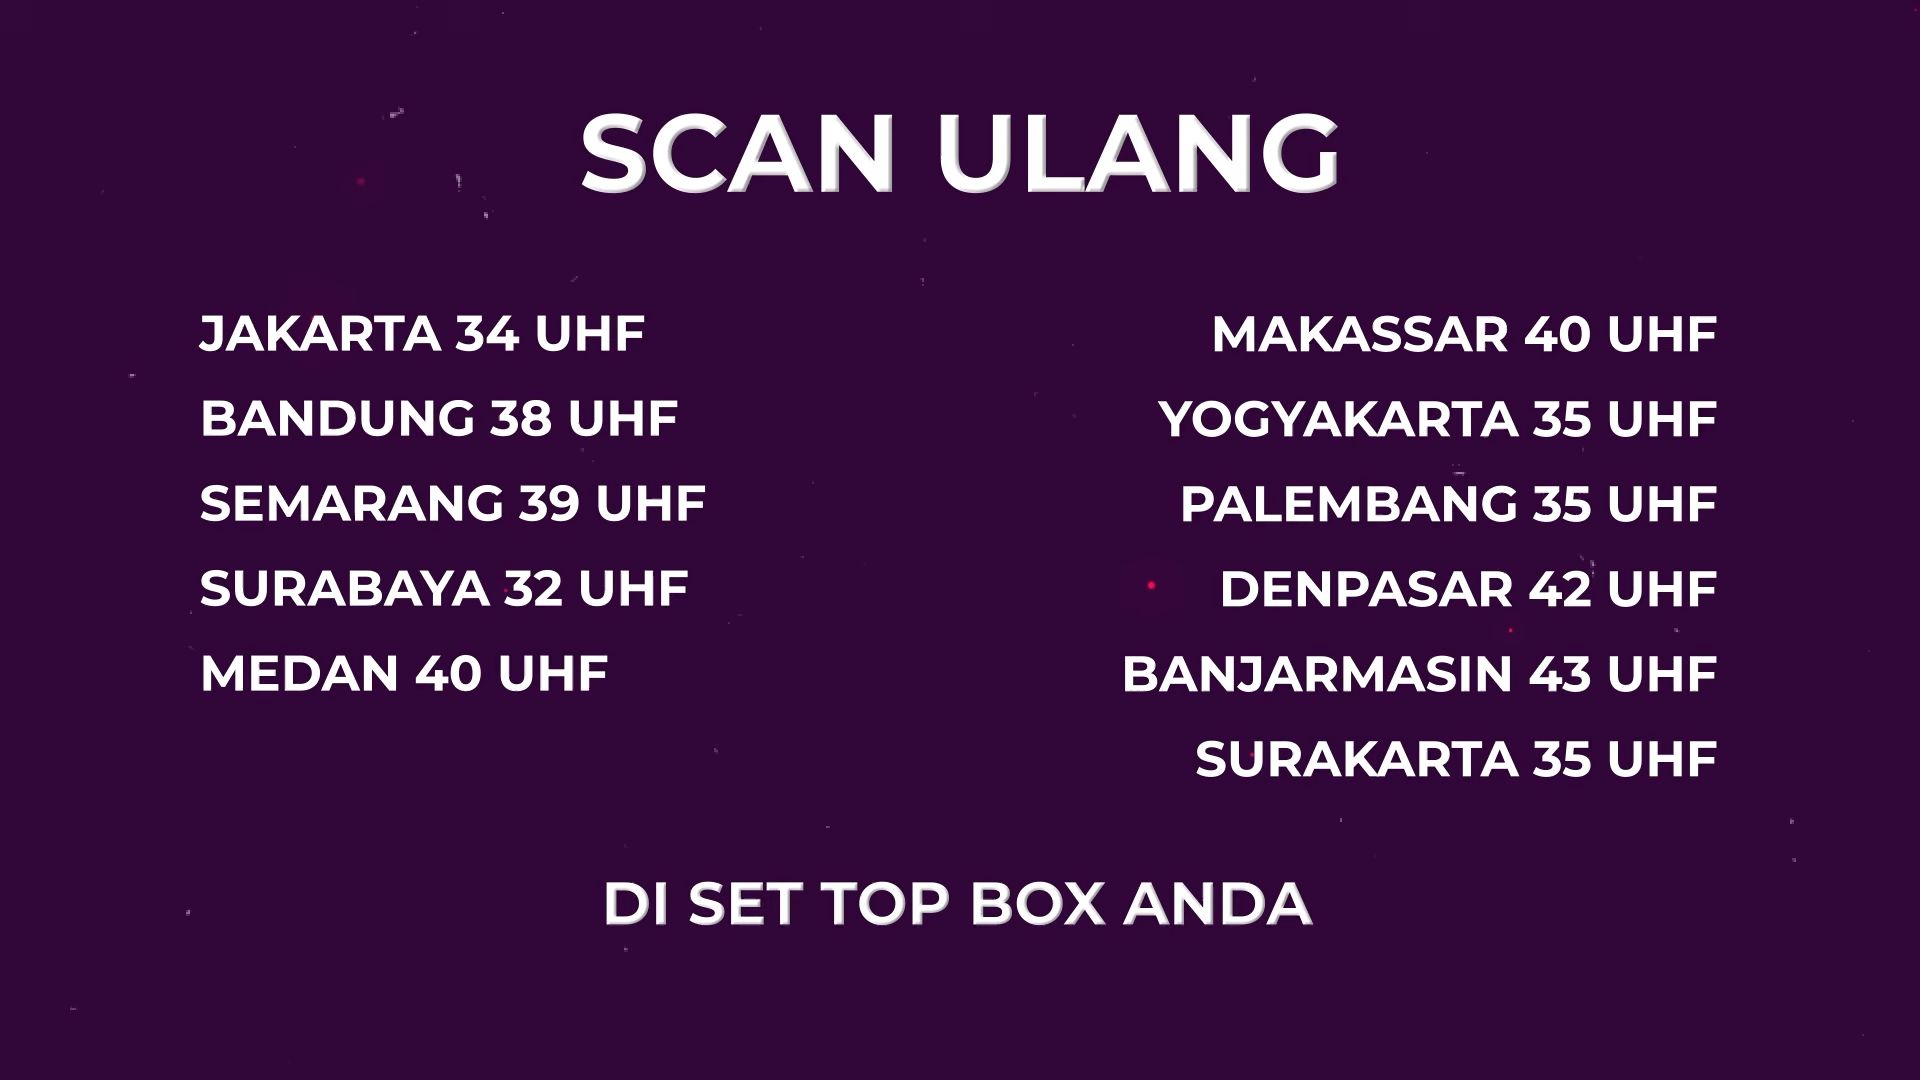 SCAN ULANG
JAKARTA 34 UHF
BANDUNG 38 UHF
SEMARANG 39 UHF
SURABAYA 32 UHF
MEDAN 40 UHF
MAKASSAR 40 UHF
YOGYAKARTA 35 UHF
PALEMBANG 35 UHF
DENPASAR 42 UHF
BANJARMASIN 43 UHF
SURAKARTA 35 UHF
DI SET TOP BOX ANDA